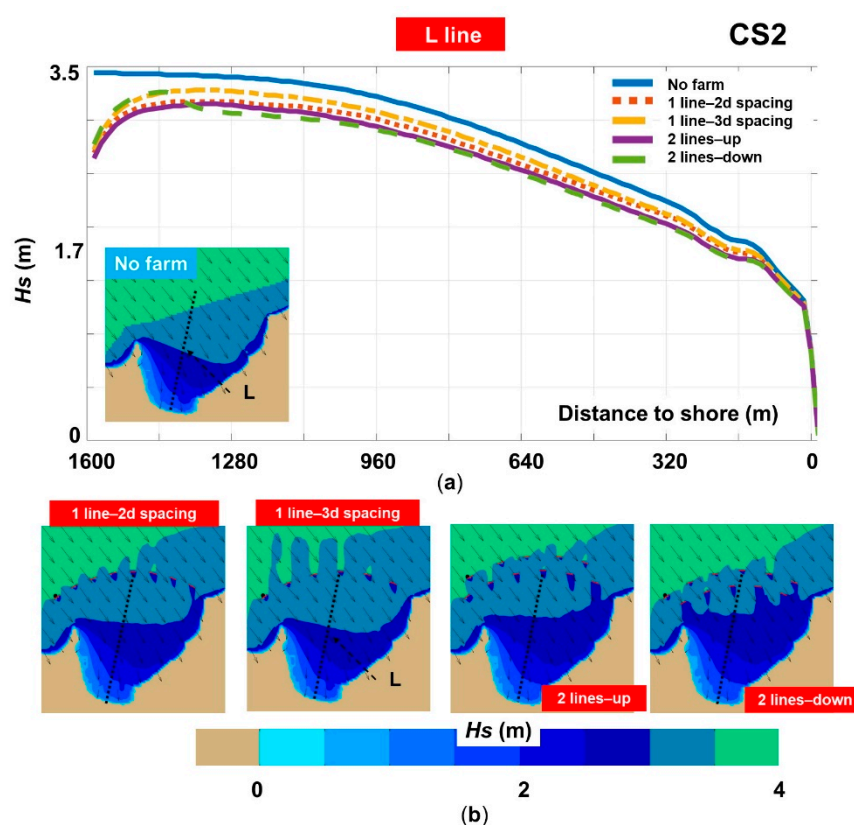 L line
CS2
3.5
No farm
1 line–2d spacing
1 line–3d spacing
2 lines–up
2 lines–down
1.7
Hs (m)
No farm
L
Distance to shore (m)
0
1600 1280 960 640 320 0
(a)
1 line–2d spacing
1 line–3d spacing
L
2 lines–up
2 lines–down
Hs (m)
0 2 4
(b)